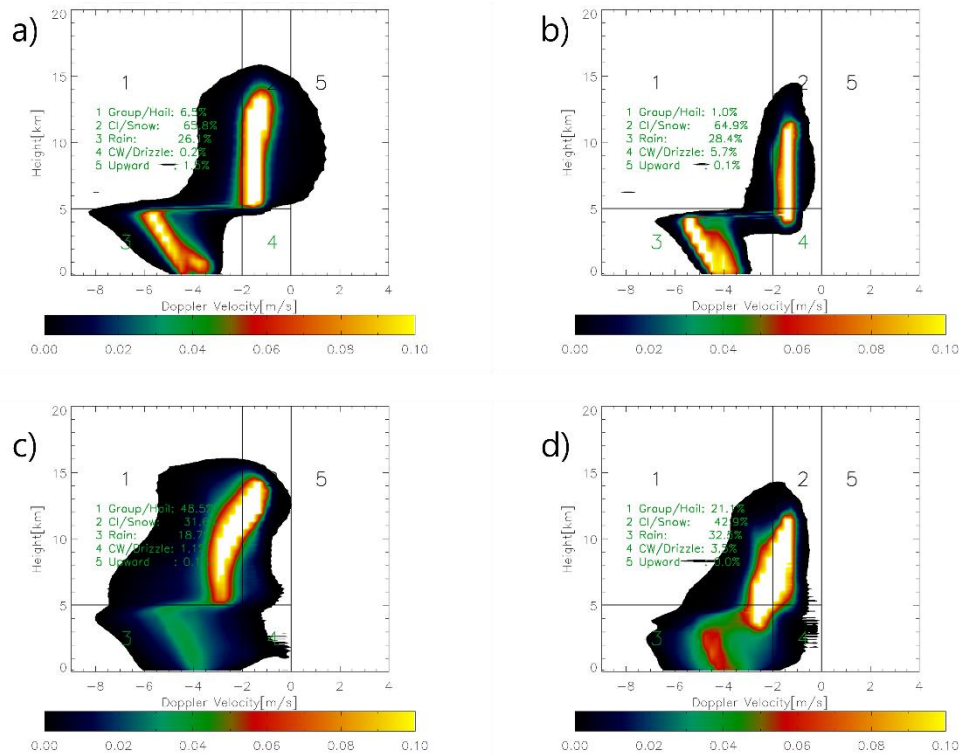 a)
20
15
10
5
0
Height[km]
1
2
5
3
4
1 Group/Hail: 6.5%
2 Cl/Snow: 65.8%
3 Rain:
4 CW/Drizzle: 0.2%
5 Upward :
-8 -6 -4 -2 0 2 4
Doppler Velocity[m/s]
0.00 0.02 0.04 0.06 0.08 0.10
b)
20
15
10
5
0
Height[km]
1
2
5
3
4
1 Group/Hail: 1.0%
2 Cl/Snow: 64.9%
3 Rain: 28.4%
4 CW/Drizzle: 5.7%
5 Upward : 0.1%
-8 -6 -4 -2 0 2 4
Doppler Velocity[m/s]
0.00 0.02 0.04 0.06 0.08 0.10
c)
20
15
10
5
0
Height[km]
1
5
3
4
1 Group/Hail: 48.5%
2 Cl/Snow:
3 Rain:
4 CW/Drizzle: 1.1%
5 Upward :
-8 -6 -4 -2 0 2 4
Doppler Velocity[m/s]
0.00 0.02 0.04 0.06 0.08 0.10
d)
20
15
10
5
0
Height[km]
1
2
5
3
4
1 Group/Hail: 21.1%
2 Cl/Snow: 42.9%
3 Rain:
4 CW/Drizzle: 3.5%
5 Upward : 0.0%
-8 -6 -4 -2 0 2 4
Doppler Velocity[m/s]
0.00 0.02 0.04 0.06 0.08 0.10